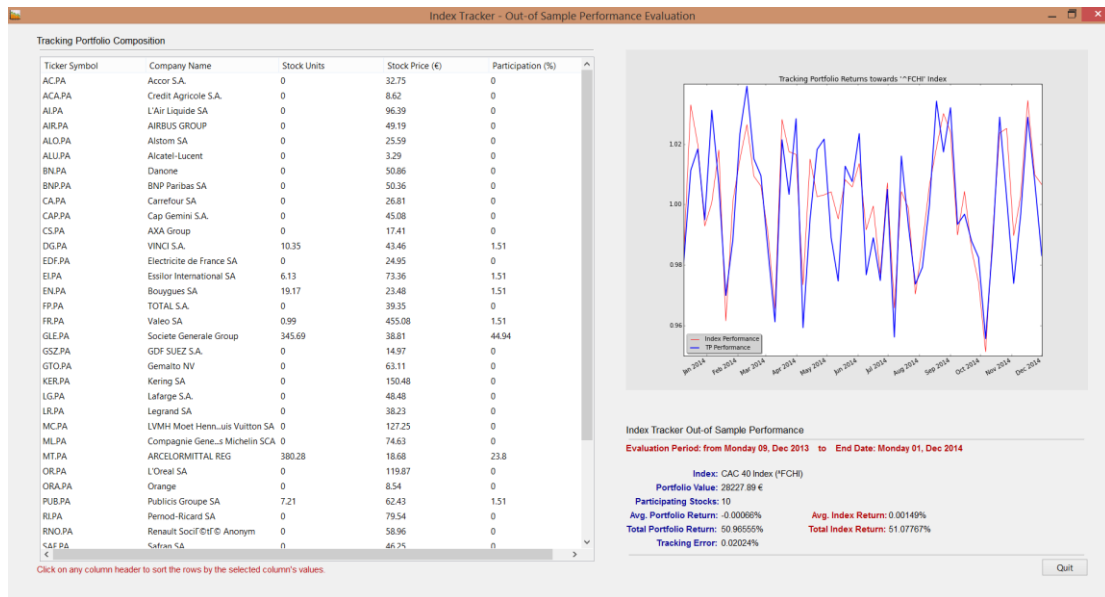 Index Tracker - Out-of Sample Performance Evaluation
Tracking Portfolio Composition
Ticker Symbol Company Name Stock Units Stock Price (€) Participation (%)
AC.PA Accor S.A. 0 32.75 0
ACA.PA Credit Agricole S.A. 0 8.62 0
AI.PA L'Air Liquide SA 0 96.39 0
AIR.PA AIRBUS GROUP 0 49.19 0
ALO.PA Alstom SA 0 25.59 0
ALU.PA Alcatel-Lucent 0 3.29 0
BN.PA Danone 0 50.86 0
BNP.PA BNP Paribas SA 0 50.36 0
CA.PA Carrefour SA 0 26.81 0
CAP.PA Cap Gemini S.A. 0 45.08 0
CS.PA AXA Group 0 17.41 0
DG.PA VINCI S.A. 10.35 43.46 1.51
EDF.PA Electricite de France SA 0 24.95 0
EI.PA Essilor International SA 6.13 73.36 1.51
EN.PA Bouygues SA 19.17 23.48 1.51
FP.PA TOTAL S.A. 0 39.35 0
FR.PA Valeo SA 0.99 455.08 1.51
GLE.PA Societe Generale Group 345.69 38.81 44.94
GSZ.PA GDF SUEZ S.A. 0 14.97 0
GTO.PA Gemalto NV 0 63.11 0
KER.PA Kering SA 0 150.48 0
LG.PA Lafarge S.A. 0 48.48 0
LR.PA Legrand SA 0 38.23 0
MC.PA LVMH Moet Henn...uis Vuitton SA 0 127.25 0
ML.PA Compagnie Gene...s Michelin SCA 0 74.63 0
MT.PA ARCELORMITTAL REG 380.28 18.68 23.8
OR.PA L'Oreal SA 0 119.87 0
ORA.PA Orange 0 8.54 0
PUB.PA Publicis Groupe SA 7.21 62.43 1.51
RI.PA Pernod-Ricard SA 0 79.54 0
RNO.PA Renault SociГ©tГ© Anonym 0 58.96 0
SAF.PA Safran SA 0 46.25 0
Click on any column header to sort the rows by the selected column's values.
Tracking Portfolio Returns towards '^FCHI' Index
1.02
1.00
0.98
0.96
Index Performance
TP Performance
Jan 2014 Feb 2014 Mar 2014 Apr 2014 May 2014 Jun 2014 Jul 2014 Aug 2014 Sep 2014 Oct 2014 Nov 2014 Dec 2014
Index Tracker Out-of Sample Performance
Evaluation Period: from Monday 09, Dec 2013 to End Date: Monday 01, Dec 2014
Index: CAC 40 Index (^FCHI)
Portfolio Value: 28227.89 €
Participating Stocks: 10
Avg. Portfolio Return: -0.00066% Avg. Index Return: 0.00149%
Total Portfolio Return: 50.96555% Total Index Return: 51.07767%
Tracking Error: 0.02024%
Quit